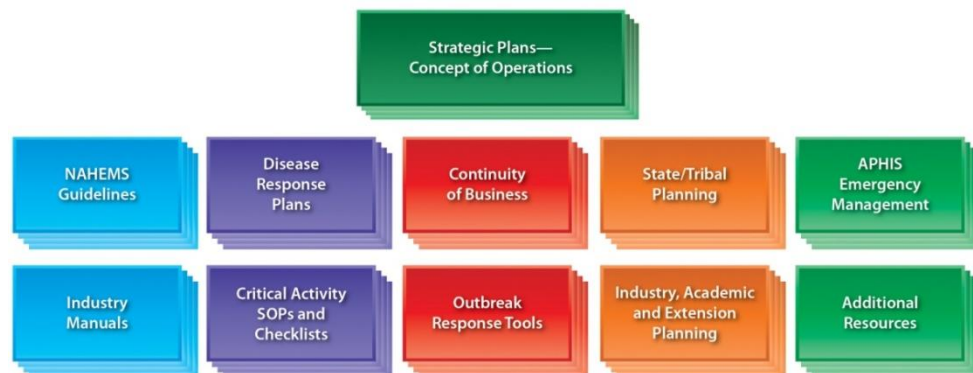 Strategic Plans—
Concept of Operations
NAHEMS
Guidelines
Disease
Response
Plans
Continuity
of Business
State/Tribal
Planning
APHIS
Emergency
Management
Industry
Manuals
Critical Activity
SOPs and
Checklists
Outbreak
Response Tools
Industry, Academic
and Extension
Planning
Additional
Resources